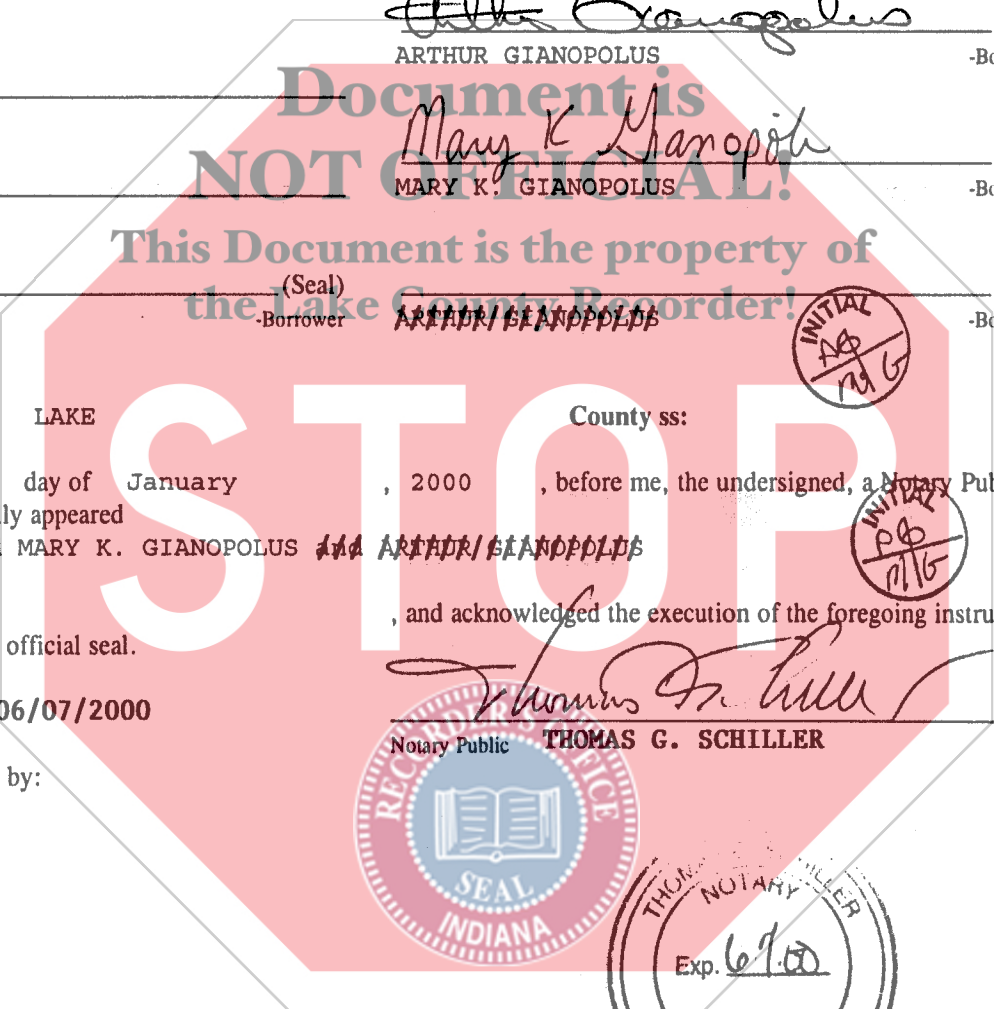 Arthur Gianopolus
ARTHUR GIANOPOLUS -Bo
Document is
Mary K Gianopolus
NOT OFFICIAL!
MARY K. GIANOPOLUS -Bo
This Document is the property of
(Seal)
the Lake County Recorder!
-Borrower ARTHUR GIANOPOLUS -Bo
INITIAL
AG
MG
LAKE County ss:
STOP
day of January , 2000 , before me, the undersigned, a Notary Pub
ly appeared
MARY K. GIANOPOLUS and ARTHUR GIANOPOLUS
INITIAL
AG
MG
, and acknowledged the execution of the foregoing instru
official seal.
Thomas G. Schiller
06/07/2000
Notary Public THOMAS G. SCHILLER
by:
RECORDER'S OFFICE
SEAL
INDIANA
NOTARY
Exp. 6/7/00